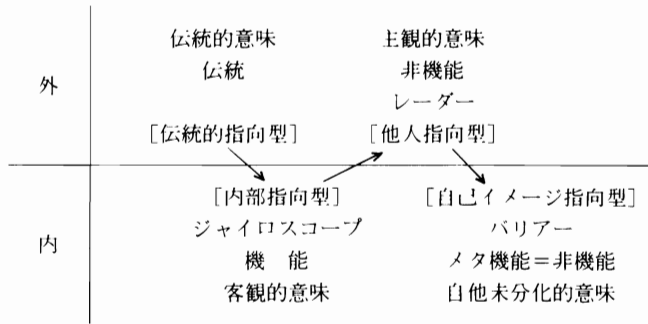 外
伝統的意味
伝統
[伝統的指向型]
主観的意味
非機能
レーダー
[他人指向型]
内
[内部指向型]
ジャイロスコープ
機　能
客観的意味
[自己イメージ指向型]
バリアー
メタ機能＝非機能
自他未分化的意味